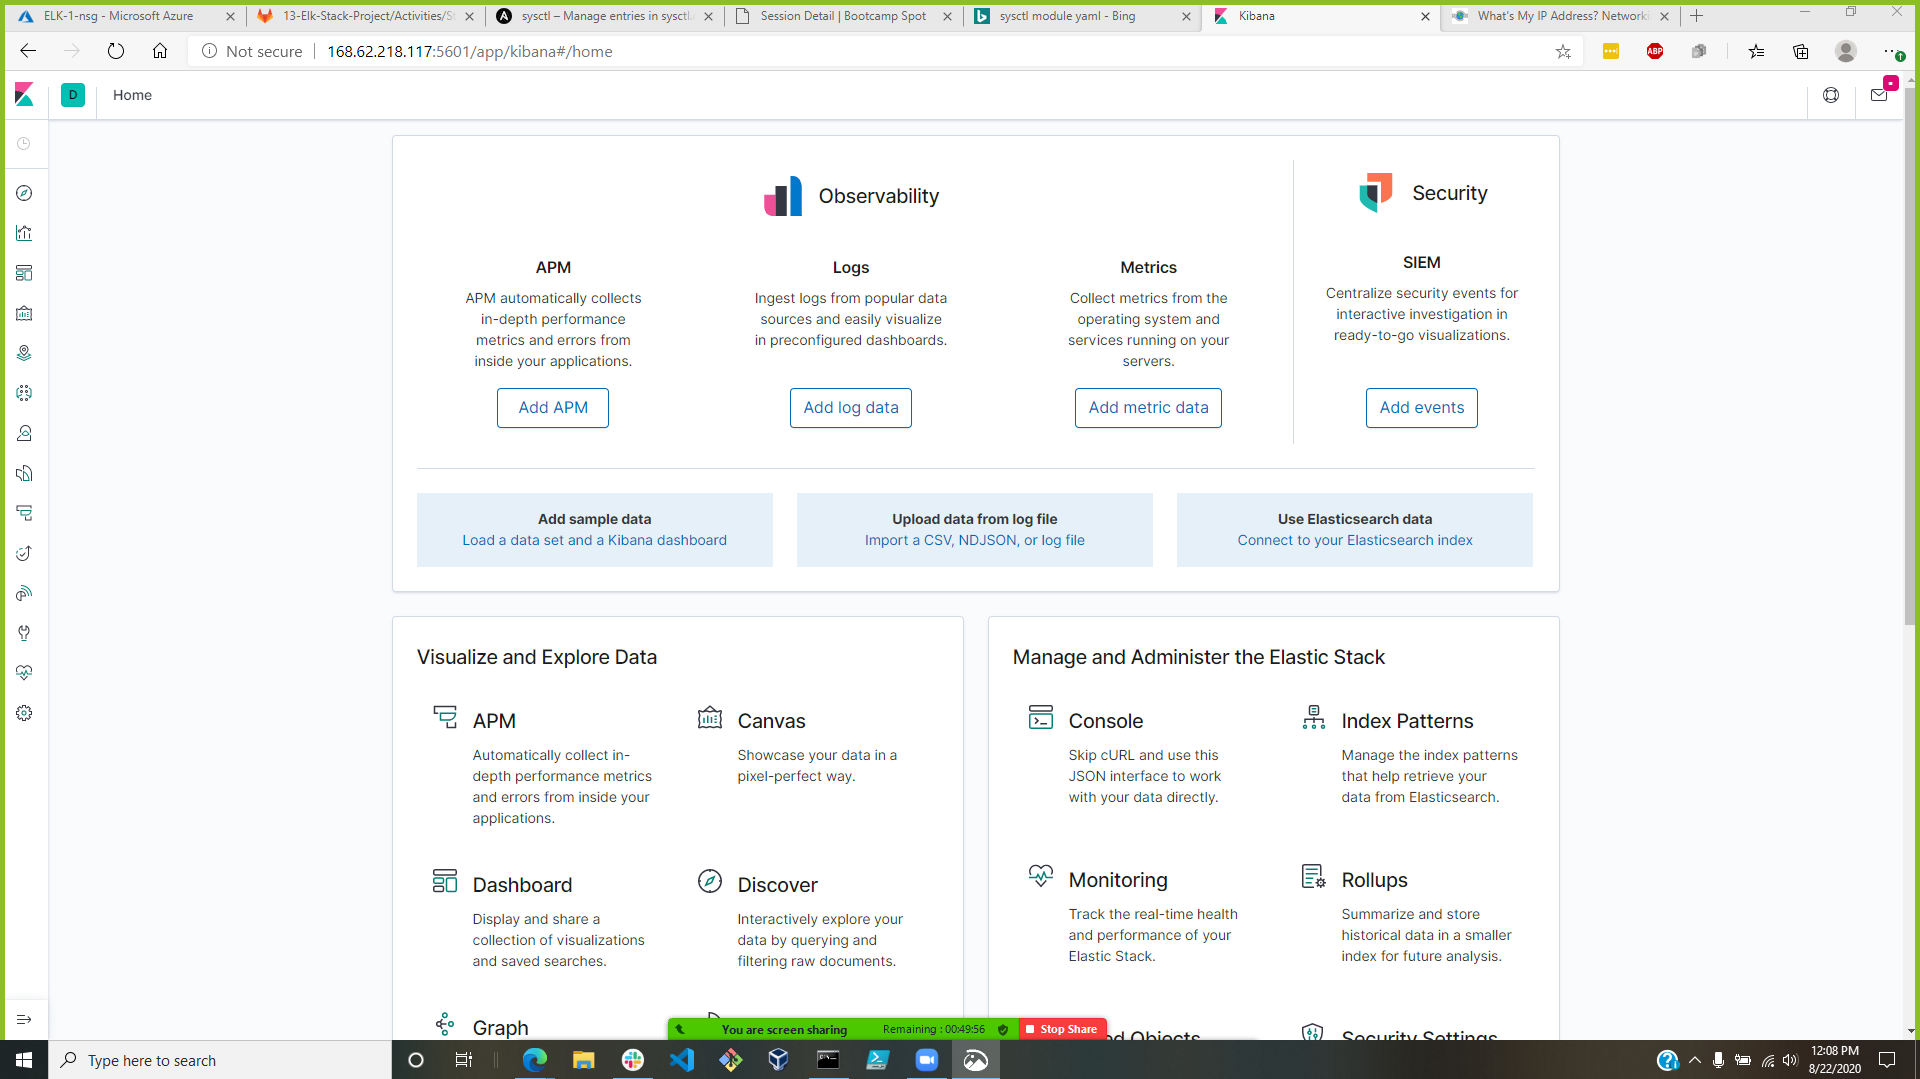 ELK-1-nsg - Microsoft Azure
13-Elk-Stack-Project/Activities/S
sysctl – Manage entries in sysctl
Session Detail | Bootcamp Spot
sysctl module yaml - Bing
Kibana
What's My IP Address? Networki
Not secure
168.62.218.117:5601/app/kibana#/home
ABP
D
Home
Observability
Security
APM
APM automatically collects
in-depth performance
metrics and errors from
inside your applications.
Add APM
Logs
Ingest logs from popular data
sources and easily visualize
in preconfigured dashboards.
Add log data
Metrics
Collect metrics from the
operating system and
services running on your
servers.
Add metric data
SIEM
Centralize security events for
interactive investigation in
ready-to-go visualizations.
Add events
Add sample data
Load a data set and a Kibana dashboard
Upload data from log file
Import a CSV, NDJSON, or log file
Use Elasticsearch data
Connect to your Elasticsearch index
Visualize and Explore Data
APM
Automatically collect in-
depth performance metrics
and errors from inside your
applications.
Canvas
Showcase your data in a
pixel-perfect way.
Dashboard
Display and share a
collection of visualizations
and saved searches.
Discover
Interactively explore your
data by querying and
filtering raw documents.
Graph
Manage and Administer the Elastic Stack
Console
Skip cURL and use this
JSON interface to work
with your data directly.
Index Patterns
Manage the index patterns
that help retrieve your
data from Elasticsearch.
Monitoring
Track the real-time health
and performance of your
Elastic Stack.
Rollups
Summarize and store
historical data in a smaller
index for future analysis.
Objects
Security Settings
You are screen sharing
Remaining : 00:49:56
Stop Share
Type here to search
12:08 PM
8/22/2020